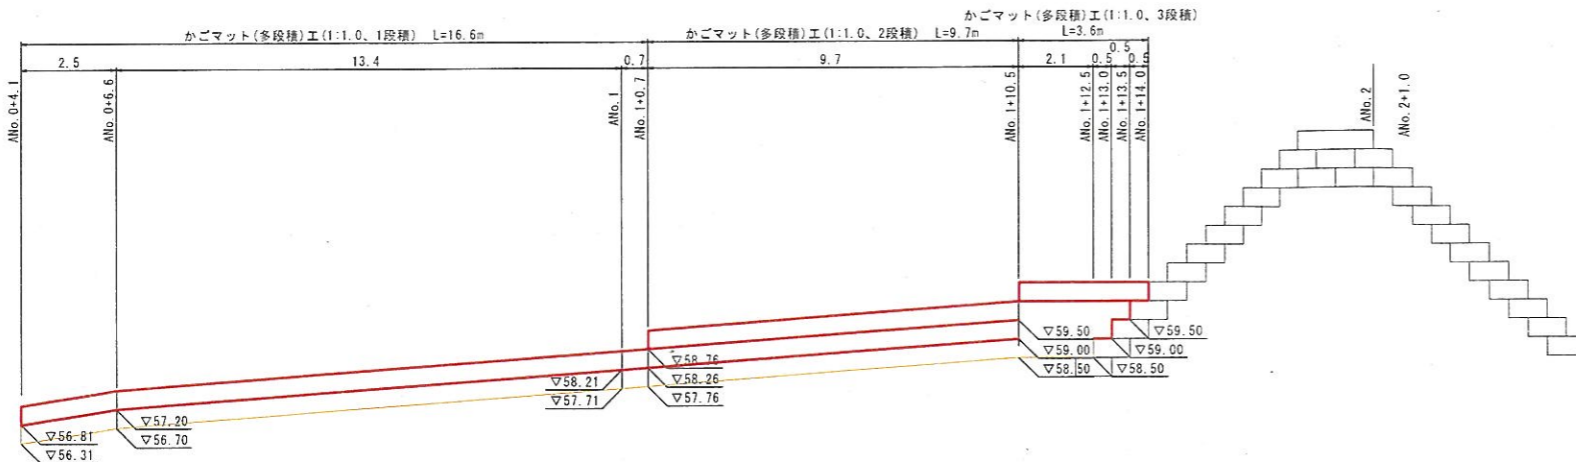 かごマット(多段積)工(1:1.0、3段積)
かごマット(多段積)工(1:1.0、1段積) L=16.6m
かごマット(多段積)工(1:1.0、2段積) L=9.7m
L=3.6m
0.5
2.5
13.4
0.7
9.7
2.1
0.5
0.5
ANo.0+4.1
ANo.0+6.6
ANo.1
ANo.1+0.7
ANo.1+10.5
ANo.1+12.5
ANo.1+13.0
ANo.1+13.5
ANo.1+14.0
ANo.2
ANo.2+1.0
▽59.50
▽59.50
▽59.00
▽59.00
▽58.76
▽58.50
▽58.50
▽58.21
▽58.26
▽57.71
▽57.76
▽57.20
▽56.81
▽56.70
▽56.31